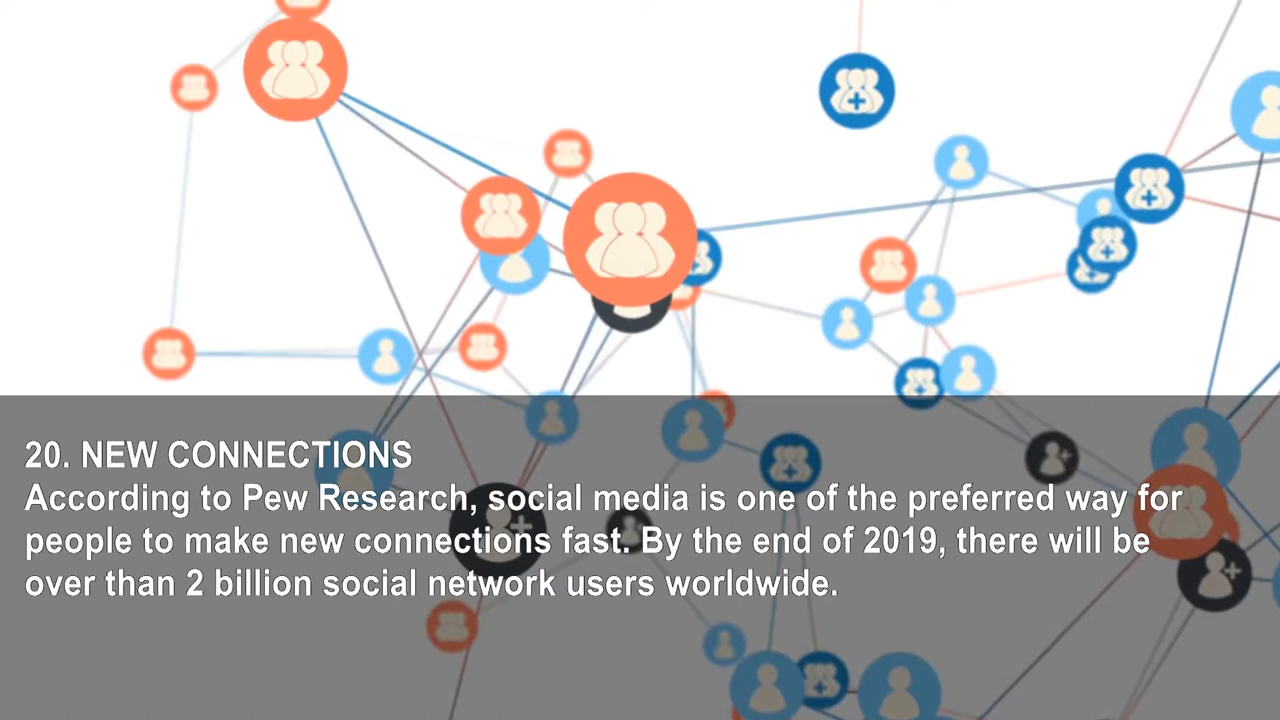 20. NEW CONNECTIONS
According to Pew Research, social media is one of the preferred way for
people to make new connections fast. By the end of 2019, there will be
over than 2 billion social network users worldwide.